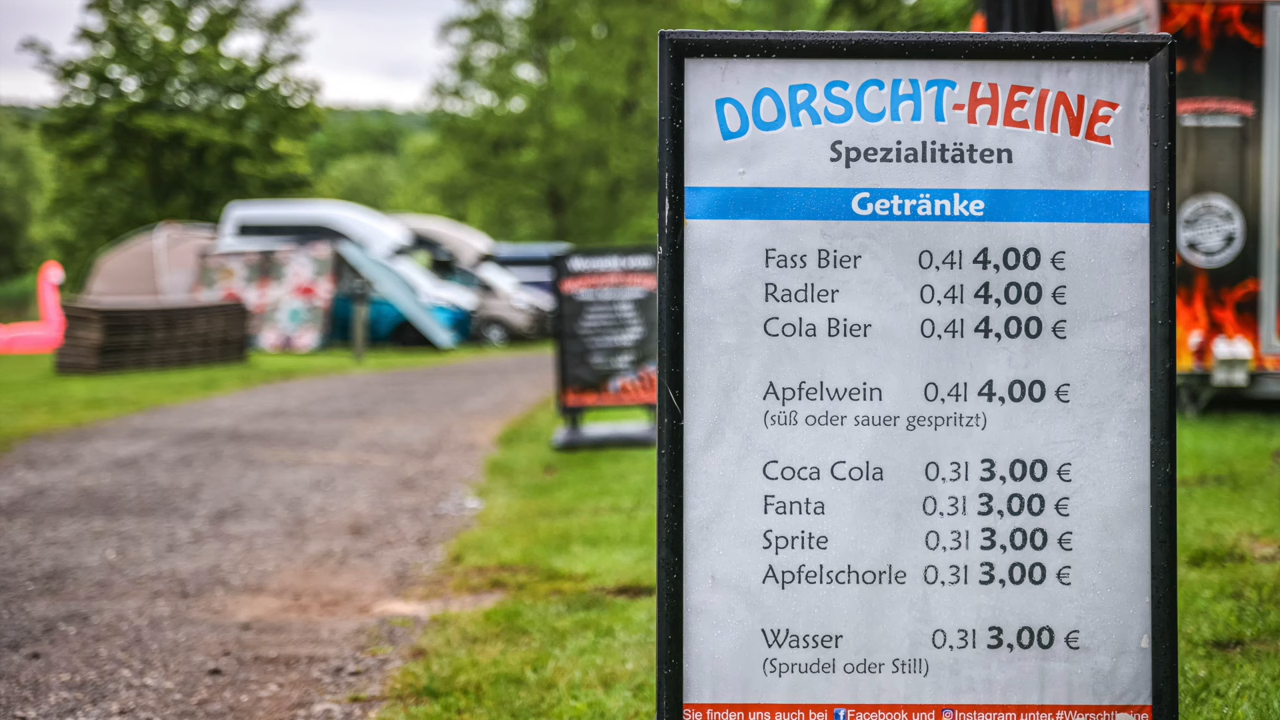 DORSCHT-HEINE
Spezialitäten
Getränke
Fass Bier 0,4l 4,00 €
Radler 0,4l 4,00 €
Cola Bier 0,4l 4,00 €
Apfelwein 0,4l 4,00 €
(süß oder sauer gespritzt)
Coca Cola 0,3l 3,00 €
Fanta 0,3l 3,00 €
Sprite 0,3l 3,00 €
Apfelschorle 0,3l 3,00 €
Wasser 0,3l 3,00 €
(Sprudel oder Still)
Sie finden uns auch bei Facebook und Instagram unter #Worschtheine